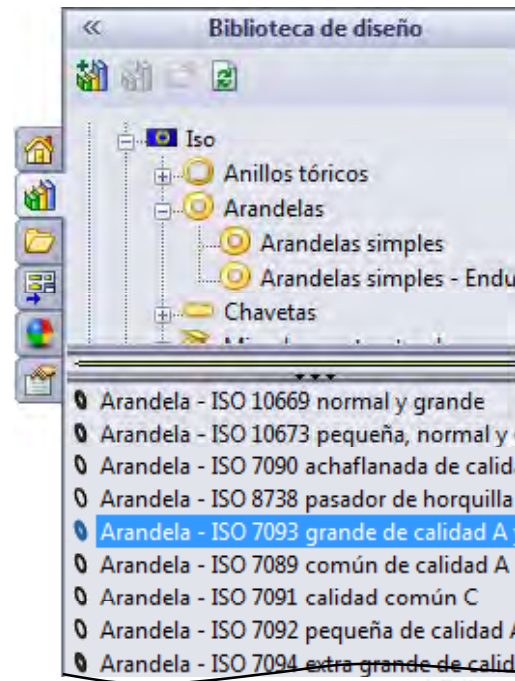 Biblioteca de diseño
Iso
Anillos tóricos
Arandelas
Arandelas simples
Arandelas simples - Endu
Chavetas
Arandela - ISO 10669 normal y grande
Arandela - ISO 10673 pequeña, normal y
Arandela - ISO 7090 achaflanada de calid
Arandela - ISO 8738 pasador de horquilla
Arandela - ISO 7093 grande de calidad A
Arandela - ISO 7089 común de calidad A
Arandela - ISO 7091 calidad común C
Arandela - ISO 7092 pequeña de calidad A
Arandela - ISO 7094 extra grande de calid